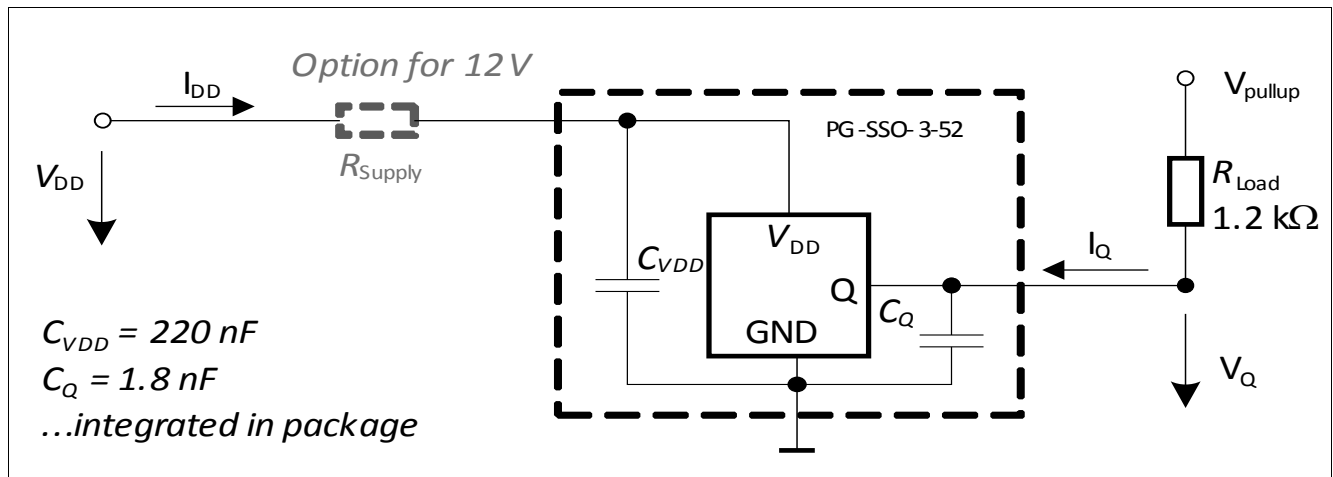 Option for 12V
I_DD
R_Supply
V_DD
PG-SSO-3-52
V_pullup
R_Load
1.2 kΩ
I_Q
V_DD
C_VDD
Q
C_Q
GND
V_Q
C_VDD = 220 nF
C_Q = 1.8 nF
...integrated in package